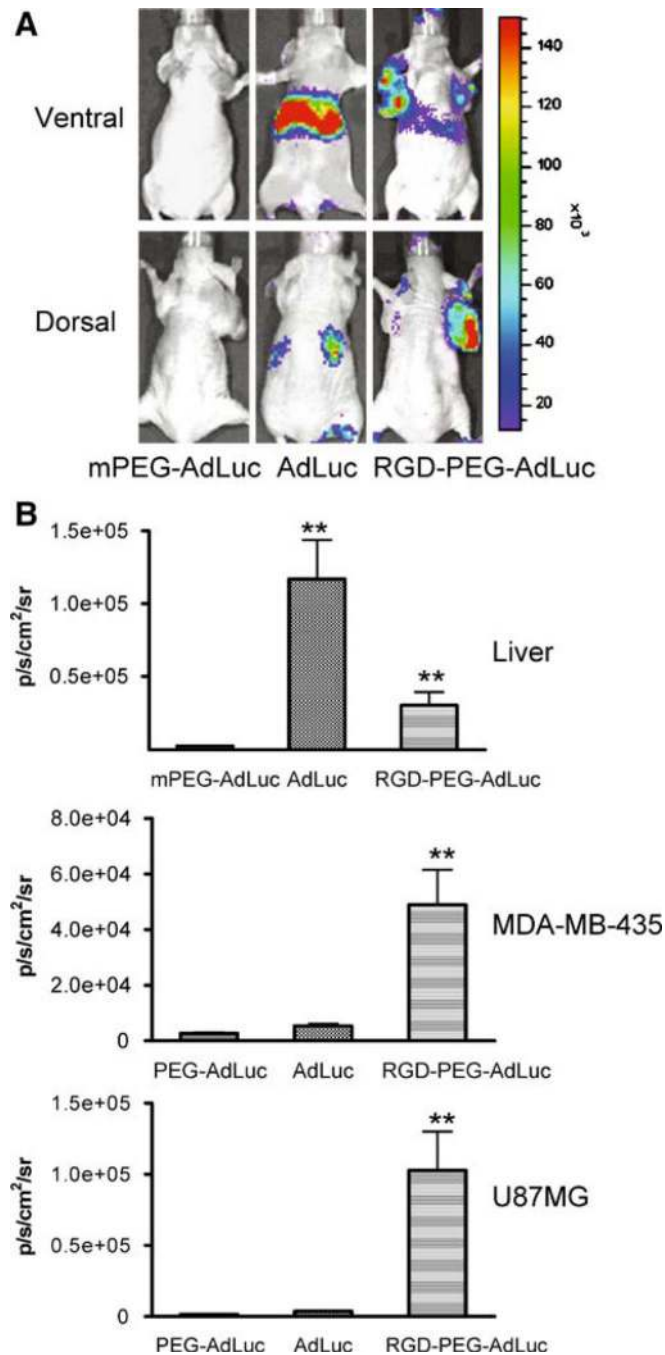 A
Ventral
Dorsal
140
120
100
80
60
40
20
×10³
mPEG-AdLuc AdLuc RGD-PEG-AdLuc
B
p/s/cm²/sr
1.5e+05
1.0e+05
0.5e+05
**
**
Liver
mPEG-AdLuc AdLuc RGD-PEG-AdLuc
p/s/cm²/sr
8.0e+04
6.0e+04
4.0e+04
2.0e+04
0
**
MDA-MB-435
PEG-AdLuc AdLuc RGD-PEG-AdLuc
p/s/cm²/sr
1.5e+05
1.0e+05
0.5e+05
0
**
U87MG
PEG-AdLuc AdLuc RGD-PEG-AdLuc